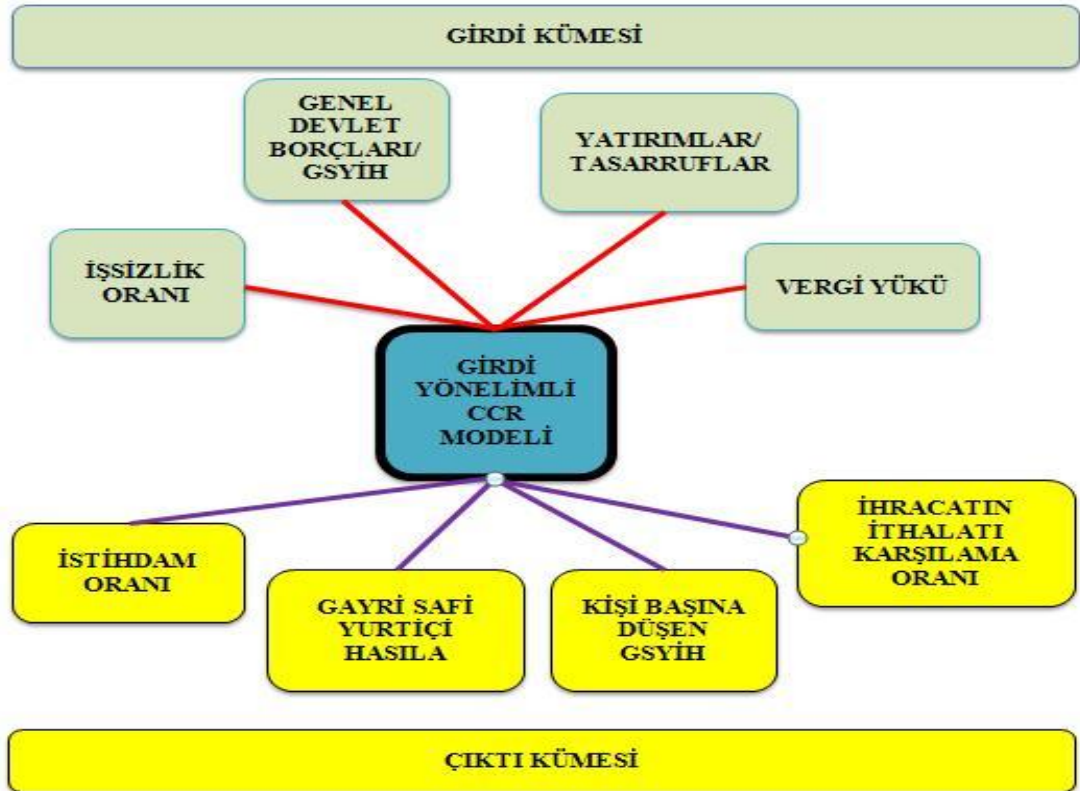 GİRDİ KÜMESİ
GENEL
DEVLET
BORÇLARI/
GSYİH
YATIRIMLAR/
TASARRUFLAR
İŞSİZLİK
ORANI
VERGİ YÜKÜ
GİRDİ
YÖNELİMLİ
CCR
MODELİ
İSTİHDAM
ORANI
GAYRİ SAFİ
YURTİÇİ
HASILA
KİŞİ BAŞINA
DÜŞEN
GSYİH
İHRACATIN
İTHALATI
KARŞILAMA
ORANI
ÇIKTI KÜMESİ